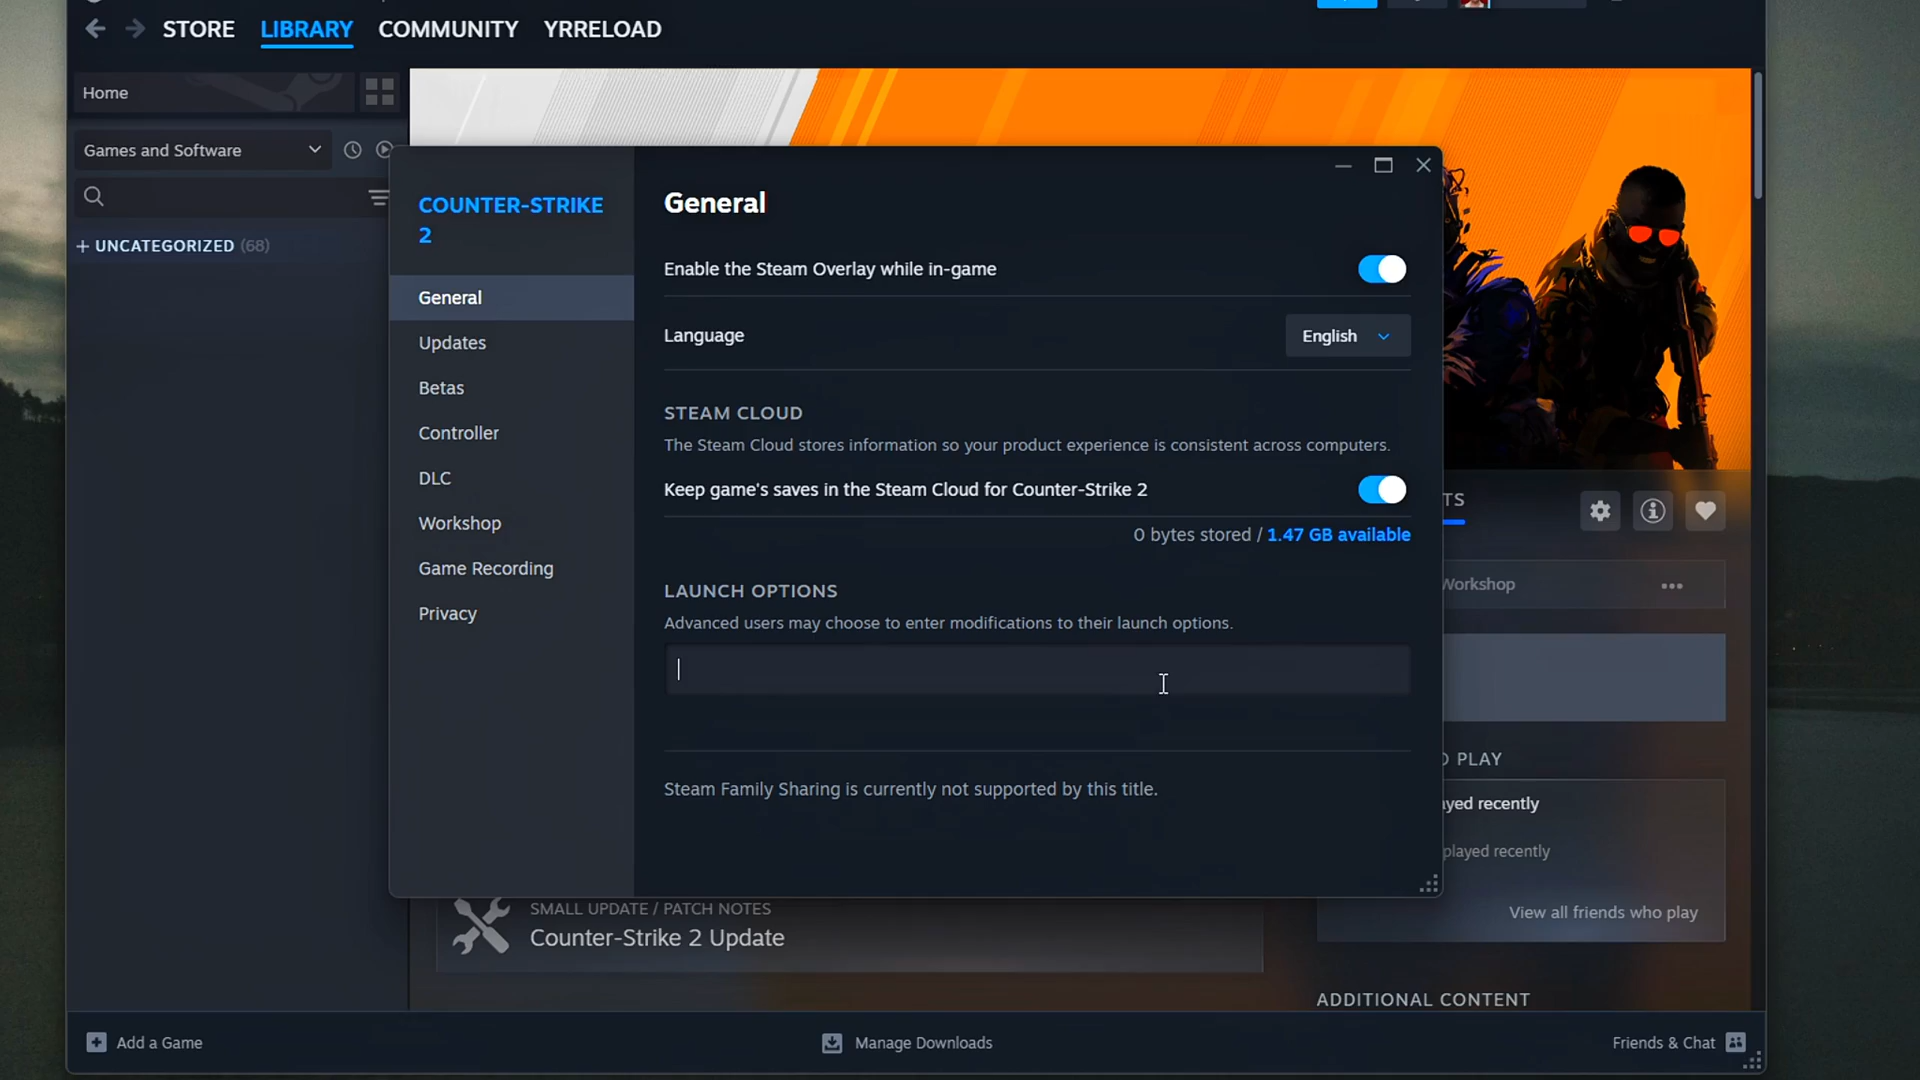 STORE LIBRARY COMMUNITY YRRELOAD
Home
Games and Software
+ UNCATEGORIZED (68)
COUNTER-STRIKE
2
General
Updates
Betas
Controller
DLC
Workshop
Game Recording
Privacy
General
Enable the Steam Overlay while in-game
Language
English
STEAM CLOUD
The Steam Cloud stores information so your product experience is consistent across computers.
Keep game's saves in the Steam Cloud for Counter-Strike 2
0 bytes stored / 1.47 GB available
LAUNCH OPTIONS
Advanced users may choose to enter modifications to their launch options.
Steam Family Sharing is currently not supported by this title.
TS
Workshop
PLAY
yed recently
played recently
View all friends who play
SMALL UPDATE / PATCH NOTES
Counter-Strike 2 Update
ADDITIONAL CONTENT
Add a Game
Manage Downloads
Friends & Chat